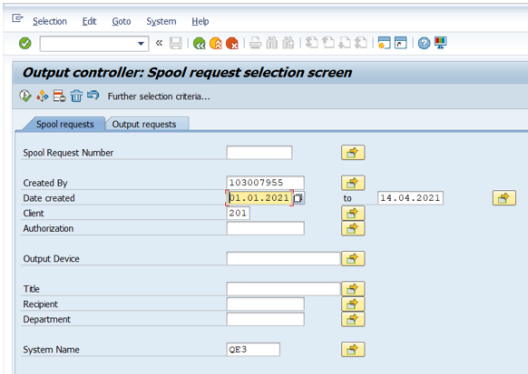 Selection Edit Goto System Help
Output controller: Spool request selection screen
Further selection criteria...
Spool requests Output requests
Spool Request Number
Created By 103007955
Date created 01.01.2021 to 14.04.2021
Client 201
Authorization
Output Device
Title
Recipient
Department
System Name QE3